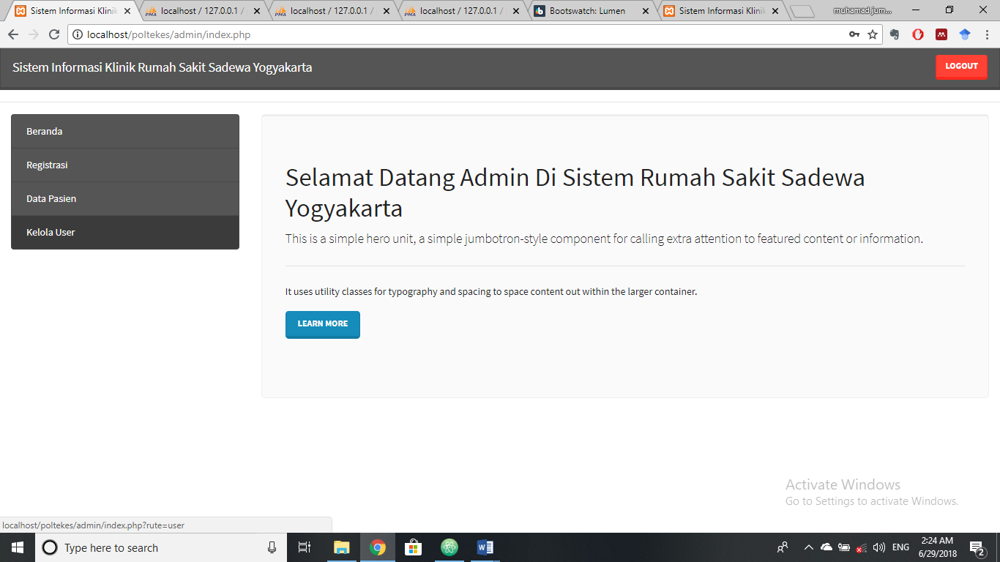 Sistem Informasi Klinik
localhost / 127.0.0.1 /
localhost / 127.0.0.1 /
localhost / 127.0.0.1 /
Bootswatch: Lumen
Sistem Informasi Klinik
muhamad jum...
localhost/poltekes/admin/index.php
Sistem Informasi Klinik Rumah Sakit Sadewa Yogyakarta
LOGOUT
Beranda
Registrasi
Data Pasien
Kelola User
Selamat Datang Admin Di Sistem Rumah Sakit Sadewa
Yogyakarta
This is a simple hero unit, a simple jumbotron-style component for calling extra attention to featured content or information.
It uses utility classes for typography and spacing to space content out within the larger container.
LEARN MORE
Activate Windows
Go to Settings to activate Windows.
localhost/poltekes/admin/index.php?rute=user
Type here to search
ENG
2:24 AM
6/29/2018
2